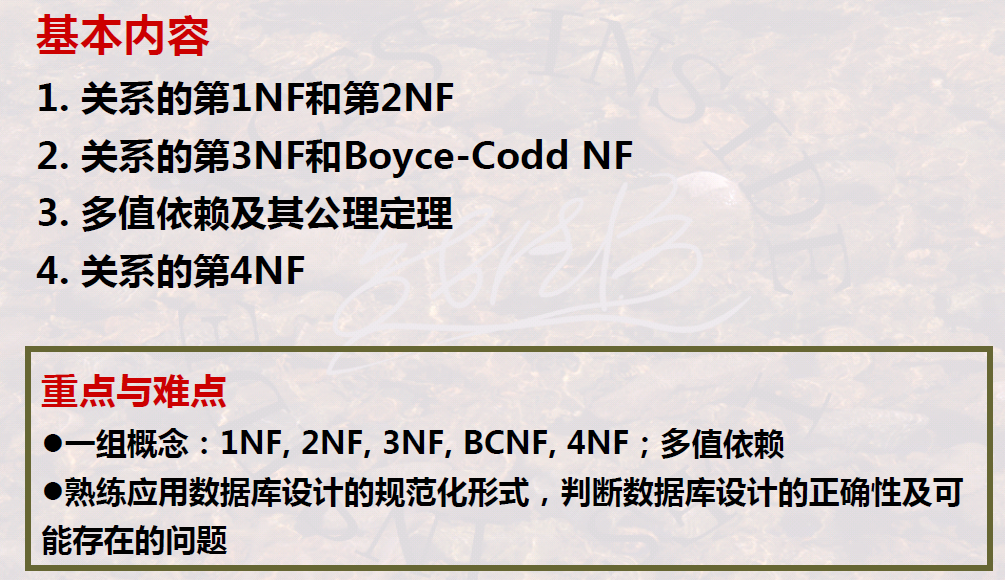 基本内容
1. 关系的第1NF和第2NF
2. 关系的第3NF和Boyce-Codd NF
3. 多值依赖及其公理定理
4. 关系的第4NF
重点与难点
●一组概念：1NF, 2NF, 3NF, BCNF, 4NF；多值依赖
●熟练应用数据库设计的规范化形式，判断数据库设计的正确性及可
能存在的问题